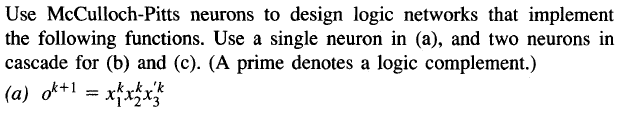 Use McCulloch-Pitts neurons to design logic networks that implement
the following functions. Use a single neuron in (a), and two neurons in
cascade for (b) and (c). (A prime denotes a logic complement.)
(a) o^{k+1} = x_1^k x_2^k x_3'^k